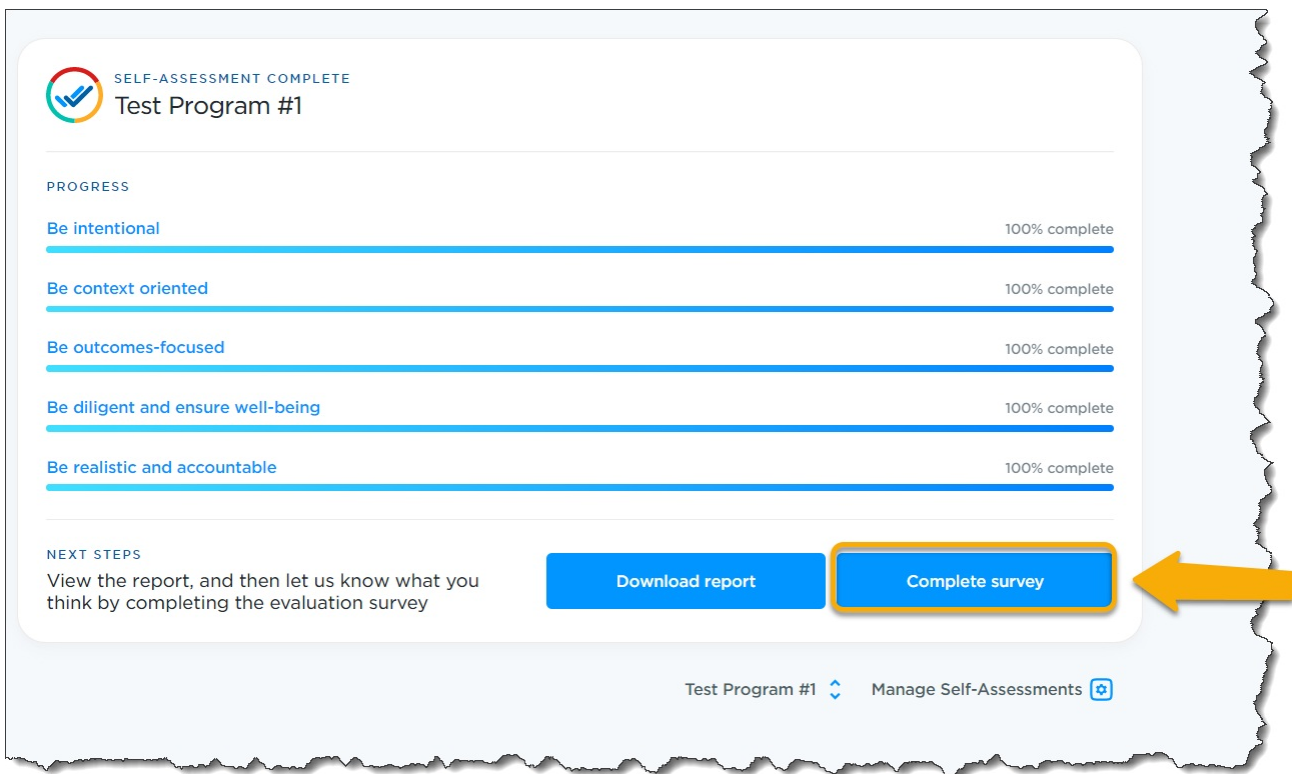 SELF-ASSESSMENT COMPLETE
Test Program #1
PROGRESS
Be intentional
100% complete
Be context oriented
100% complete
Be outcomes-focused
100% complete
Be diligent and ensure well-being
100% complete
Be realistic and accountable
100% complete
NEXT STEPS
View the report, and then let us know what you
think by completing the evaluation survey
Download report
Complete survey
Test Program #1
Manage Self-Assessments